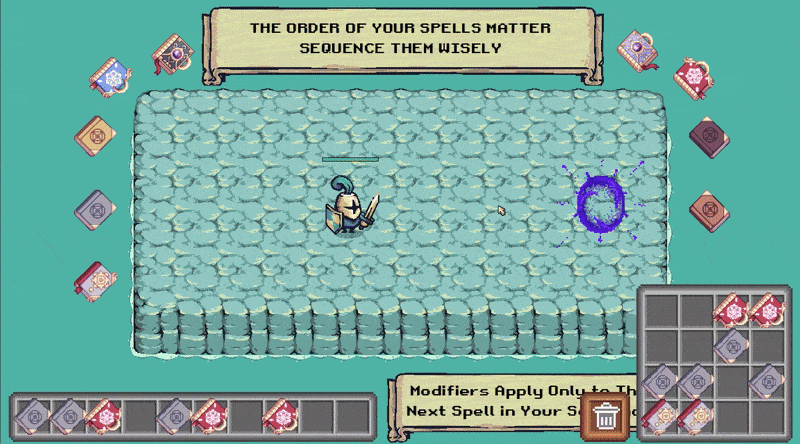 THE ORDER OF YOUR SPELLS MATTER
SEQUENCE THEM WISELY
Modifiers Apply Only to Th
Next Spell in Your S